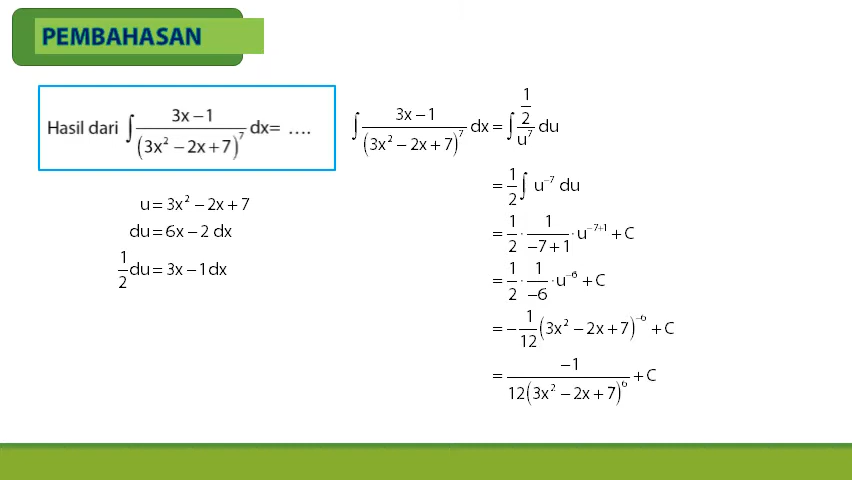 PEMBAHASAN
Hasil dari ∫ (3x − 1)/(3x² − 2x + 7)⁷ dx= ….
u = 3x² − 2x + 7
du = 6x − 2 dx
1/2 du = 3x − 1dx
∫ (3x − 1)/(3x² − 2x + 7)⁷ dx = ∫ (1/2)/u⁷ du
= 1/2 ∫ u⁻⁷ du
= 1/2 · 1/(−7 + 1) · u⁻⁷⁺¹ + C
= 1/2 · 1/−6 · u⁻⁶ + C
= − 1/12 (3x² − 2x + 7)⁻⁶ + C
= −1/(12(3x² − 2x + 7)⁶) + C